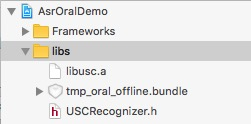 AsrOralDemo
Frameworks
libs
libusc.a
tmp_oral_offline.bundle
USCRecognizer.h